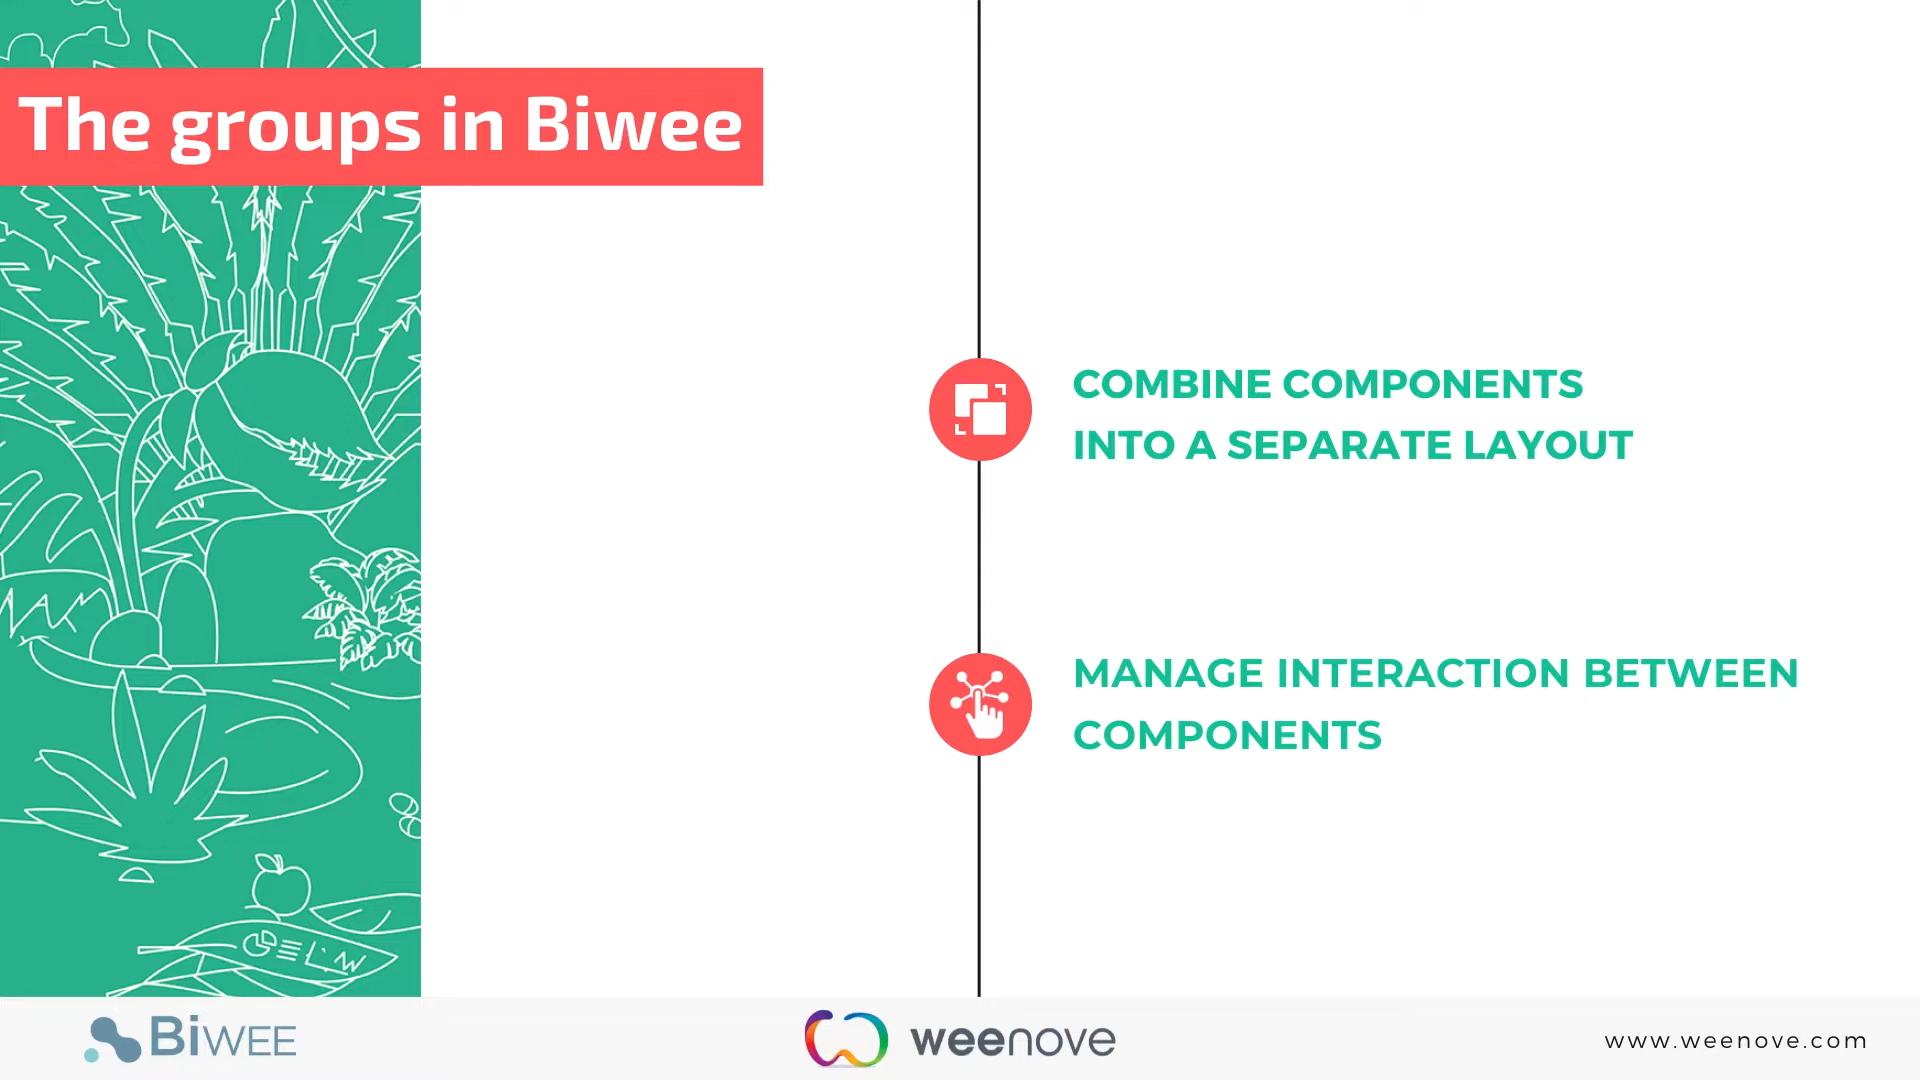 The groups in Biwee
COMBINE COMPONENTS
INTO A SEPARATE LAYOUT
MANAGE INTERACTION BETWEEN
COMPONENTS
BiWEE
weenove
www.weenove.com